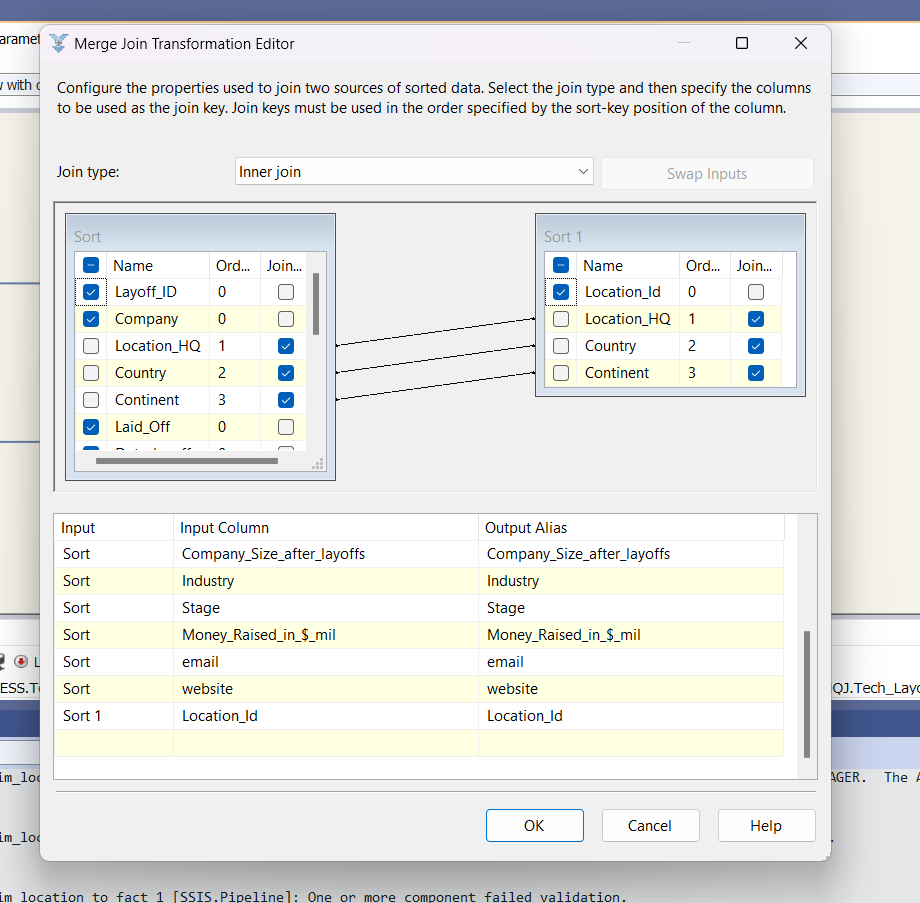 aramet
Merge Join Transformation Editor
w with
Configure the properties used to join two sources of sorted data. Select the join type and then specify the columns
to be used as the join key. Join keys must be used in the order specified by the sort-key position of the column.
Join type:
Inner join
Swap Inputs
Sort
Name Ord... Join...
Layoff_ID 0
Company 0
Location_HQ 1
Country 2
Continent 3
Laid_Off 0
Sort 1
Name Ord... Join...
Location_Id 0
Location_HQ 1
Country 2
Continent 3
Input Input Column Output Alias
Sort Company_Size_after_layoffs Company_Size_after_layoffs
Sort Industry Industry
Sort Stage Stage
Sort Money_Raised_in_$_mil Money_Raised_in_$_mil
Sort email email
Sort website website
Sort 1 Location_Id Location_Id
ESS.T
QJ.Tech_Layo
im_loc
AGER. The A
im_loc
OK Cancel Help
im location to fact 1 [SSIS.Pipeline]: One or more component failed validation.